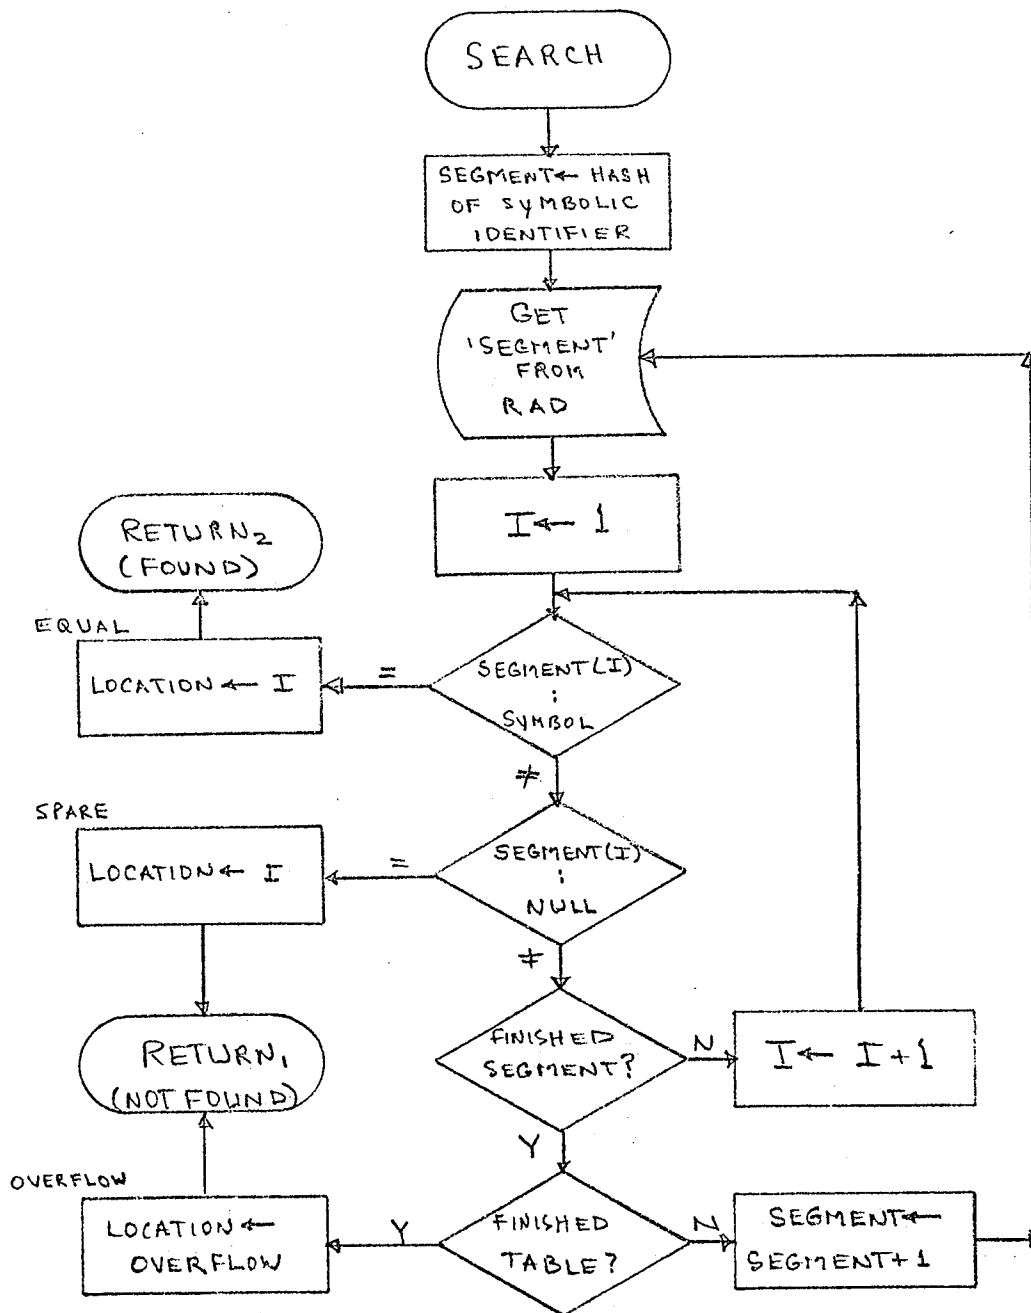 SEARCH
SEGMENT ← HASH
OF SYMBOLIC
IDENTIFIER
GET
'SEGMENT'
FROM
RAD
I ← 1
RETURN₂
(FOUND)
EQUAL
LOCATION ← I
=
SEGMENT(I)
:
SYMBOL
≠
SPARE
LOCATION ← I
=
SEGMENT(I)
:
NULL
≠
RETURN₁
(NOT FOUND)
FINISHED
SEGMENT?
N
I ← I+1
Y
OVERFLOW
LOCATION ←
OVERFLOW
Y
FINISHED
TABLE?
N
SEGMENT ←
SEGMENT+1